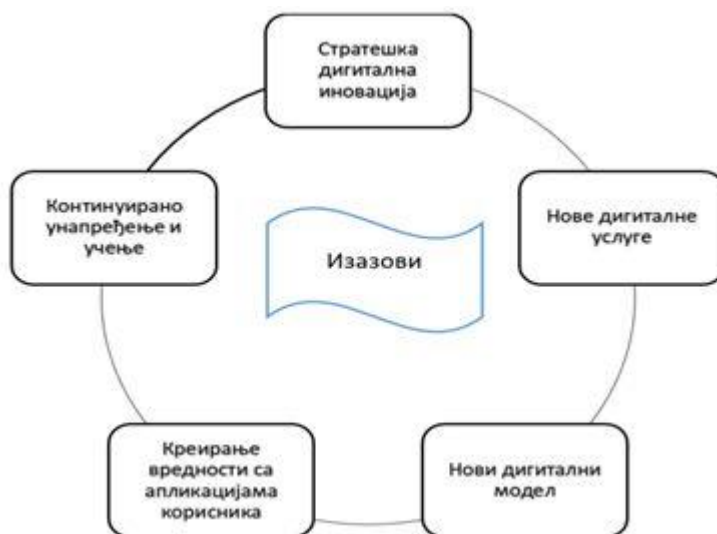 Стратешка
дигитална
иновација
Нове дигиталне
услуге
Нови дигитални
модел
Креирање
вредности са
апликацијама
корисника
Континуирано
унапређење и
учење
Изазови